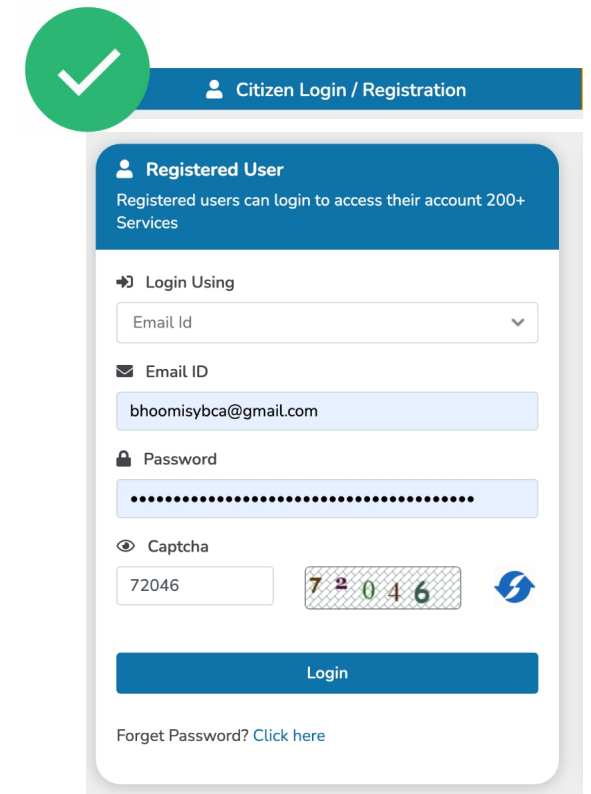 Citizen Login / Registration
Registered User
Registered users can login to access their account 200+
Services
Login Using
Email Id
Email ID
bhoomisybca@gmail.com
Password
••••••••••••••••••••••••••••••••••••••••
Captcha
72046 72046
Login
Forget Password? Click here